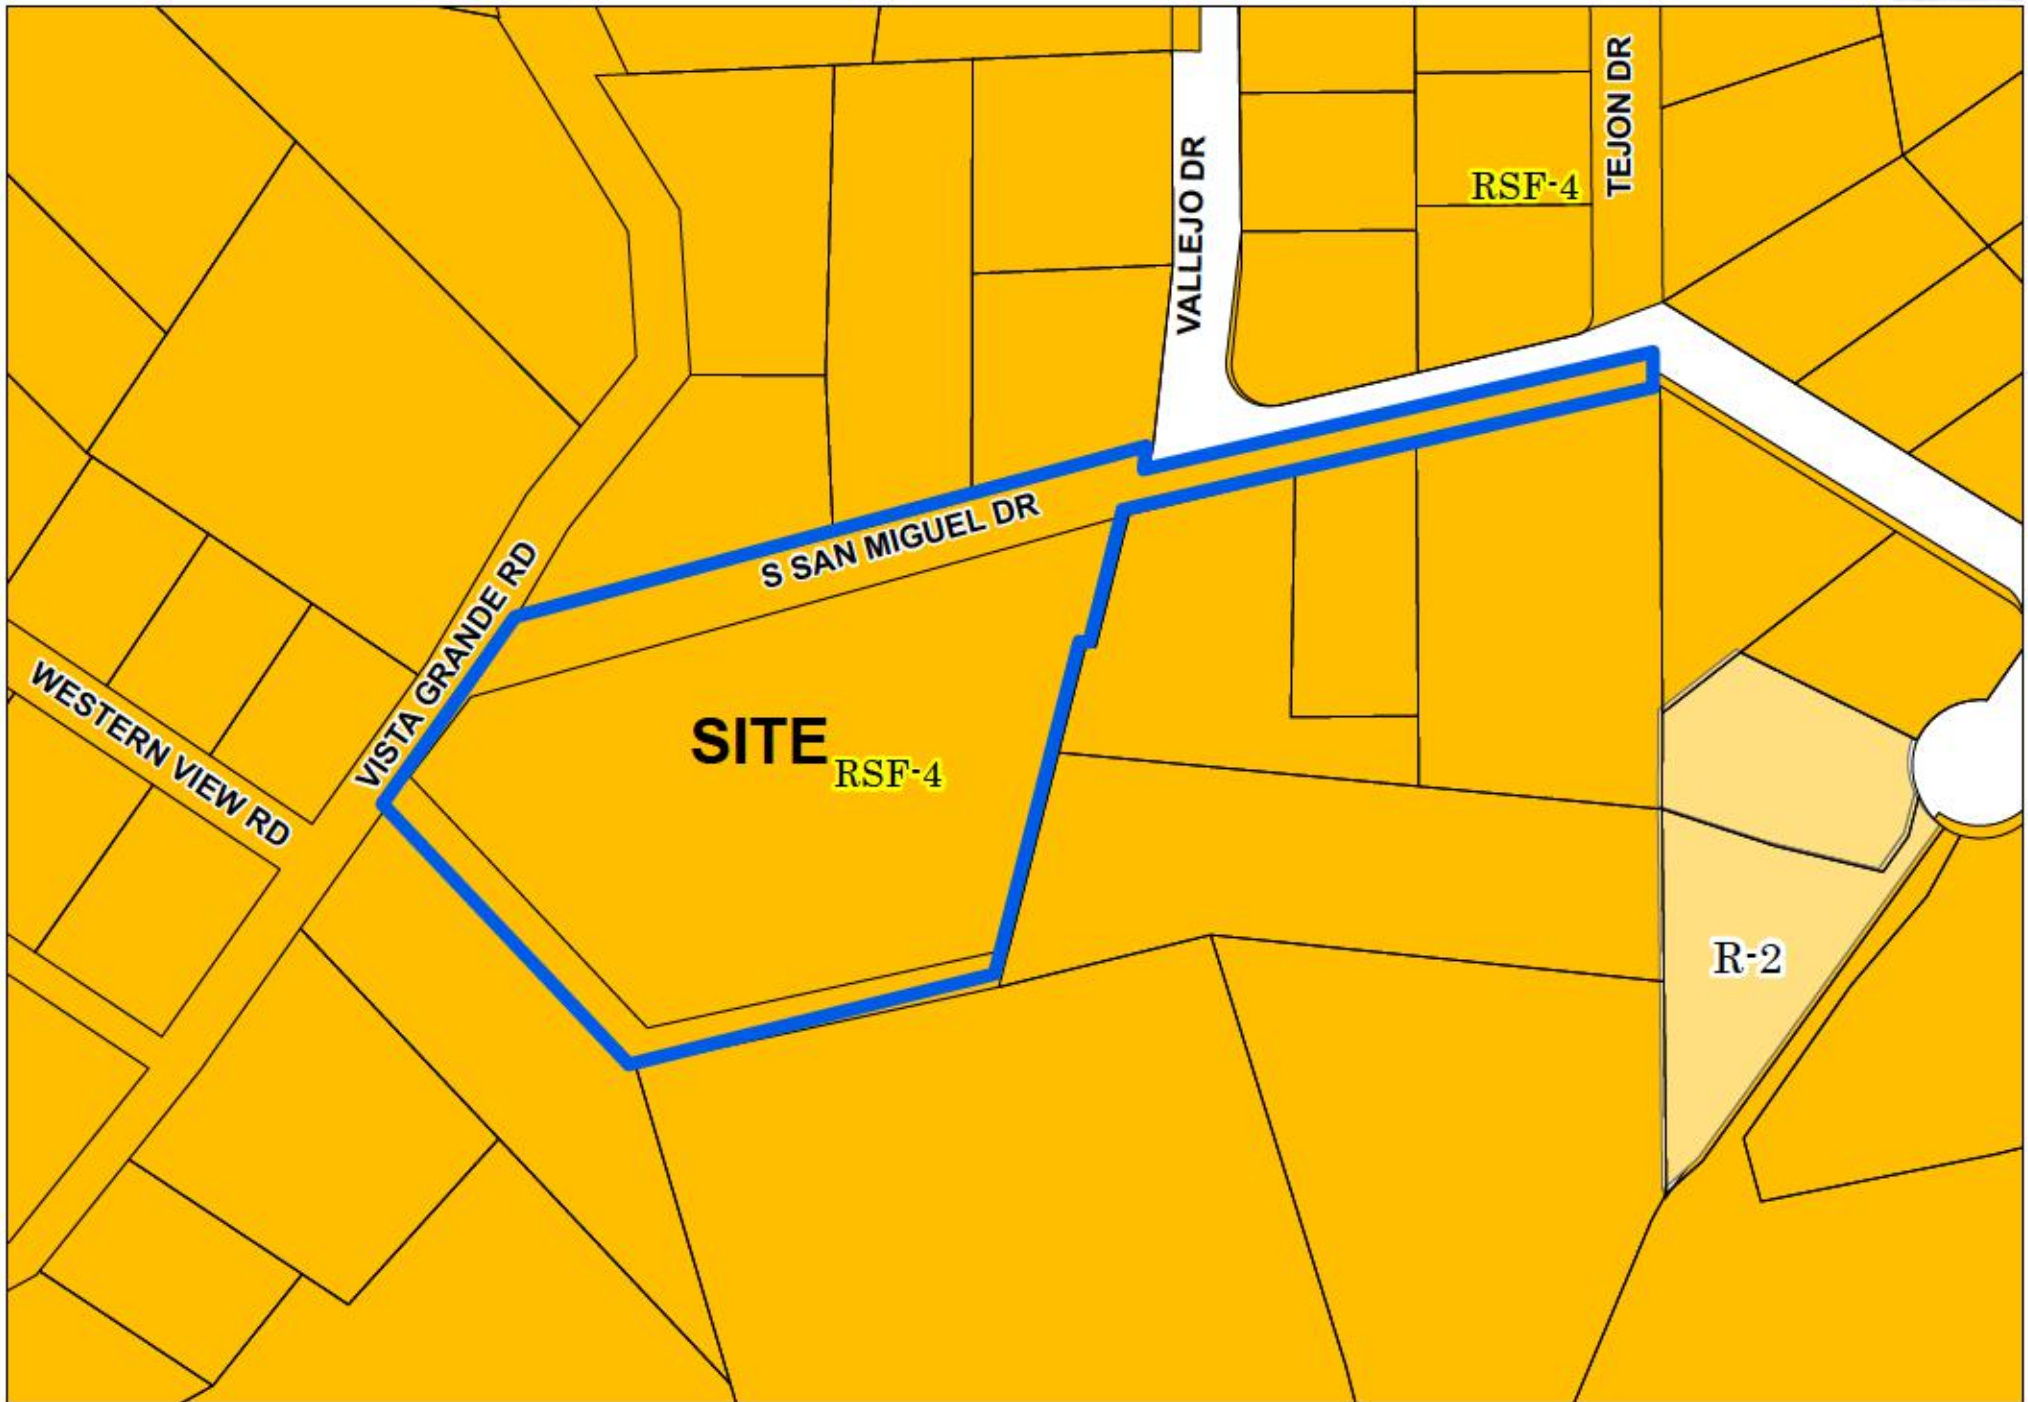 TEJON DR
VALLEJO DR
RSF-4
S SAN MIGUEL DR
VISTA GRANDE RD
WESTERN VIEW RD
SITE
RSF-4
R-2